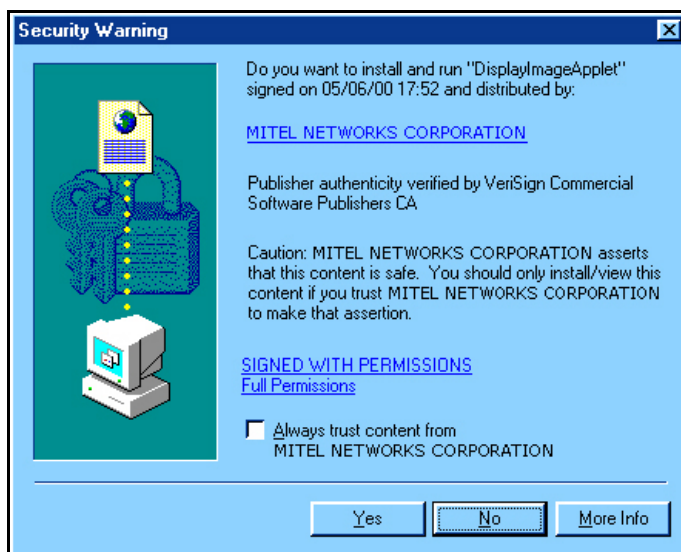 Security Warning
Do you want to install and run "DisplayImageApplet"
signed on 05/06/00 17:52 and distributed by:
MITEL NETWORKS CORPORATION
Publisher authenticity verified by VeriSign Commercial
Software Publishers CA
Caution: MITEL NETWORKS CORPORATION asserts
that this content is safe. You should only install/view this
content if you trust MITEL NETWORKS CORPORATION
to make that assertion.
SIGNED WITH PERMISSIONS
Full Permissions
Always trust content from
MITEL NETWORKS CORPORATION
Yes
No
More Info